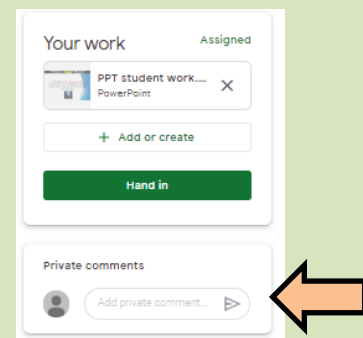 Your work Assigned
PPT student work....
PowerPoint
+ Add or create
Hand in
Private comments
Add private comment...